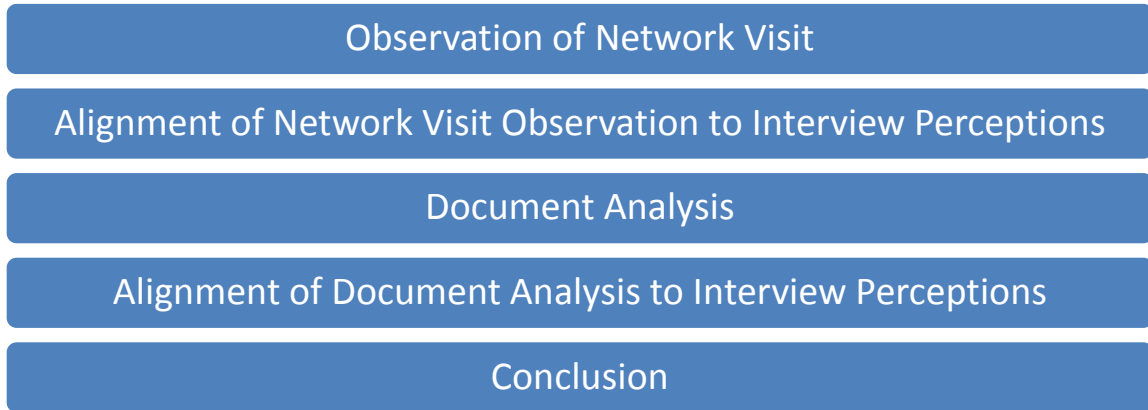 Observation of Network Visit
Alignment of Network Visit Observation to Interview Perceptions
Document Analysis
Alignment of Document Analysis to Interview Perceptions
Conclusion